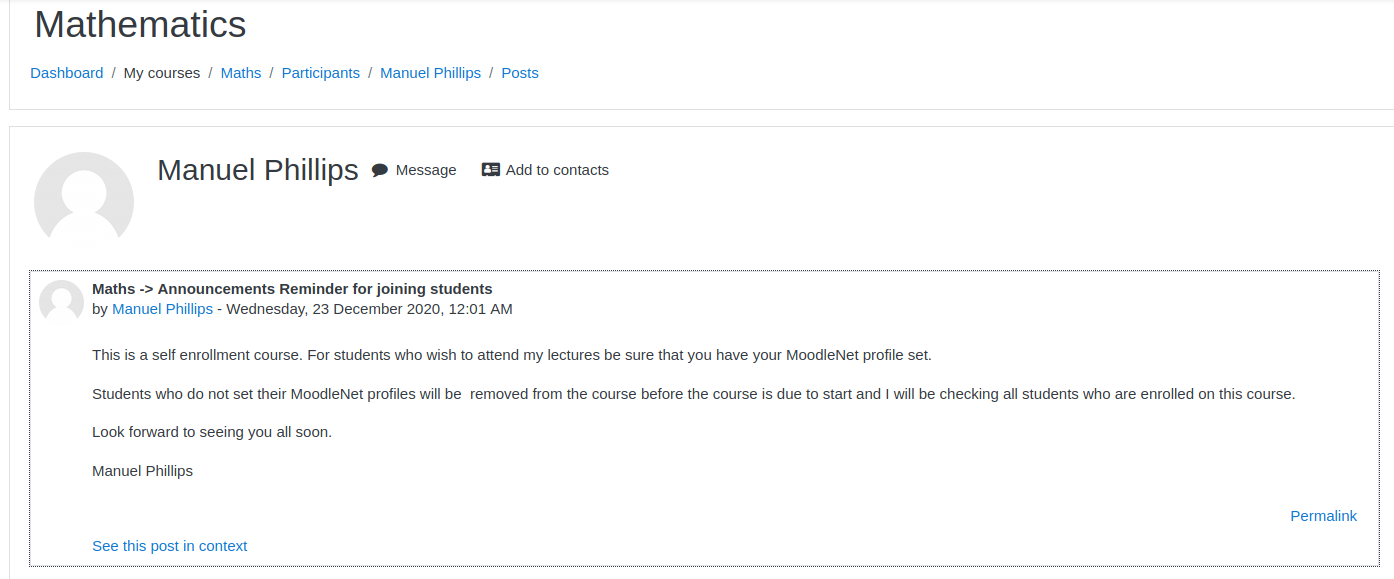 Mathematics
Dashboard / My courses / Maths / Participants / Manuel Phillips / Posts
Manuel Phillips Message Add to contacts
Maths -> Announcements Reminder for joining students
by Manuel Phillips - Wednesday, 23 December 2020, 12:01 AM
This is a self enrollment course. For students who wish to attend my lectures be sure that you have your MoodleNet profile set.
Students who do not set their MoodleNet profiles will be  removed from the course before the course is due to start and I will be checking all students who are enrolled on this course.
Look forward to seeing you all soon.
Manuel Phillips
Permalink
See this post in context